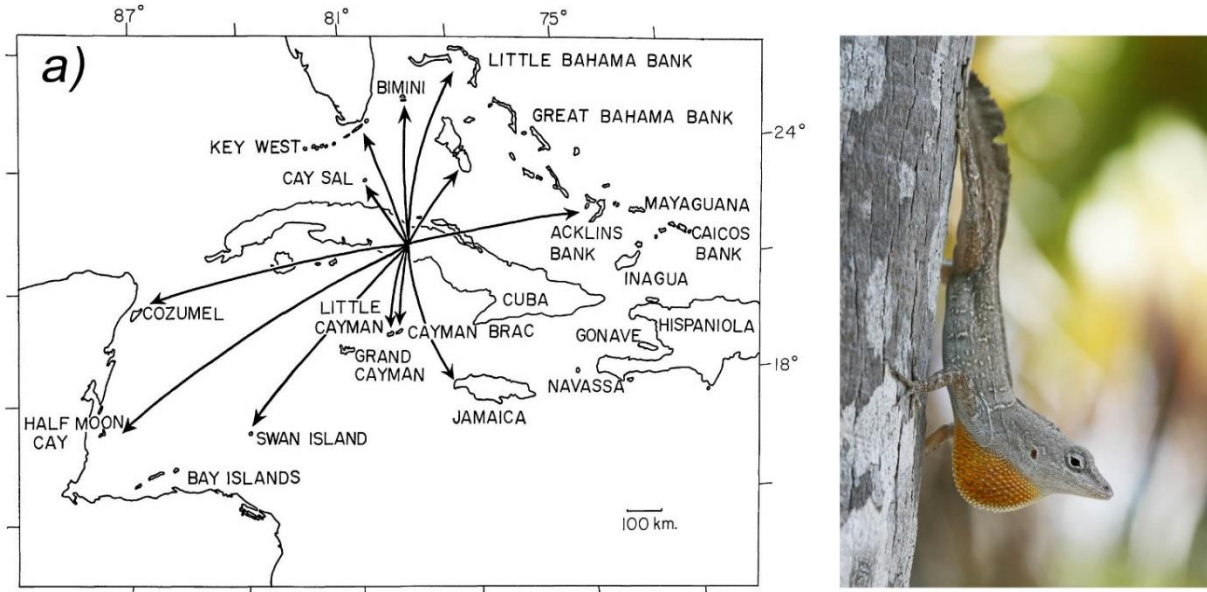 87°
81
75°
a)
LITTLE BAHAMA BANK
BIMINI
GREAT BAHAMA BANK
24°
KEY WEST
CAY SAL
MAYAGUANA
ACKLINS
BANK
CAICOS
BANK
INAGUA
CUBA
COZUMEL
LITTLE
CAYMAN
CAYMAN BRAC
GONAVE
HISPANIOLA
GRAND
CAYMAN
18°
NAVASSA
JAMAICA
HALF MOON
CAY
SWAN ISLAND
BAY ISLANDS
100 km.